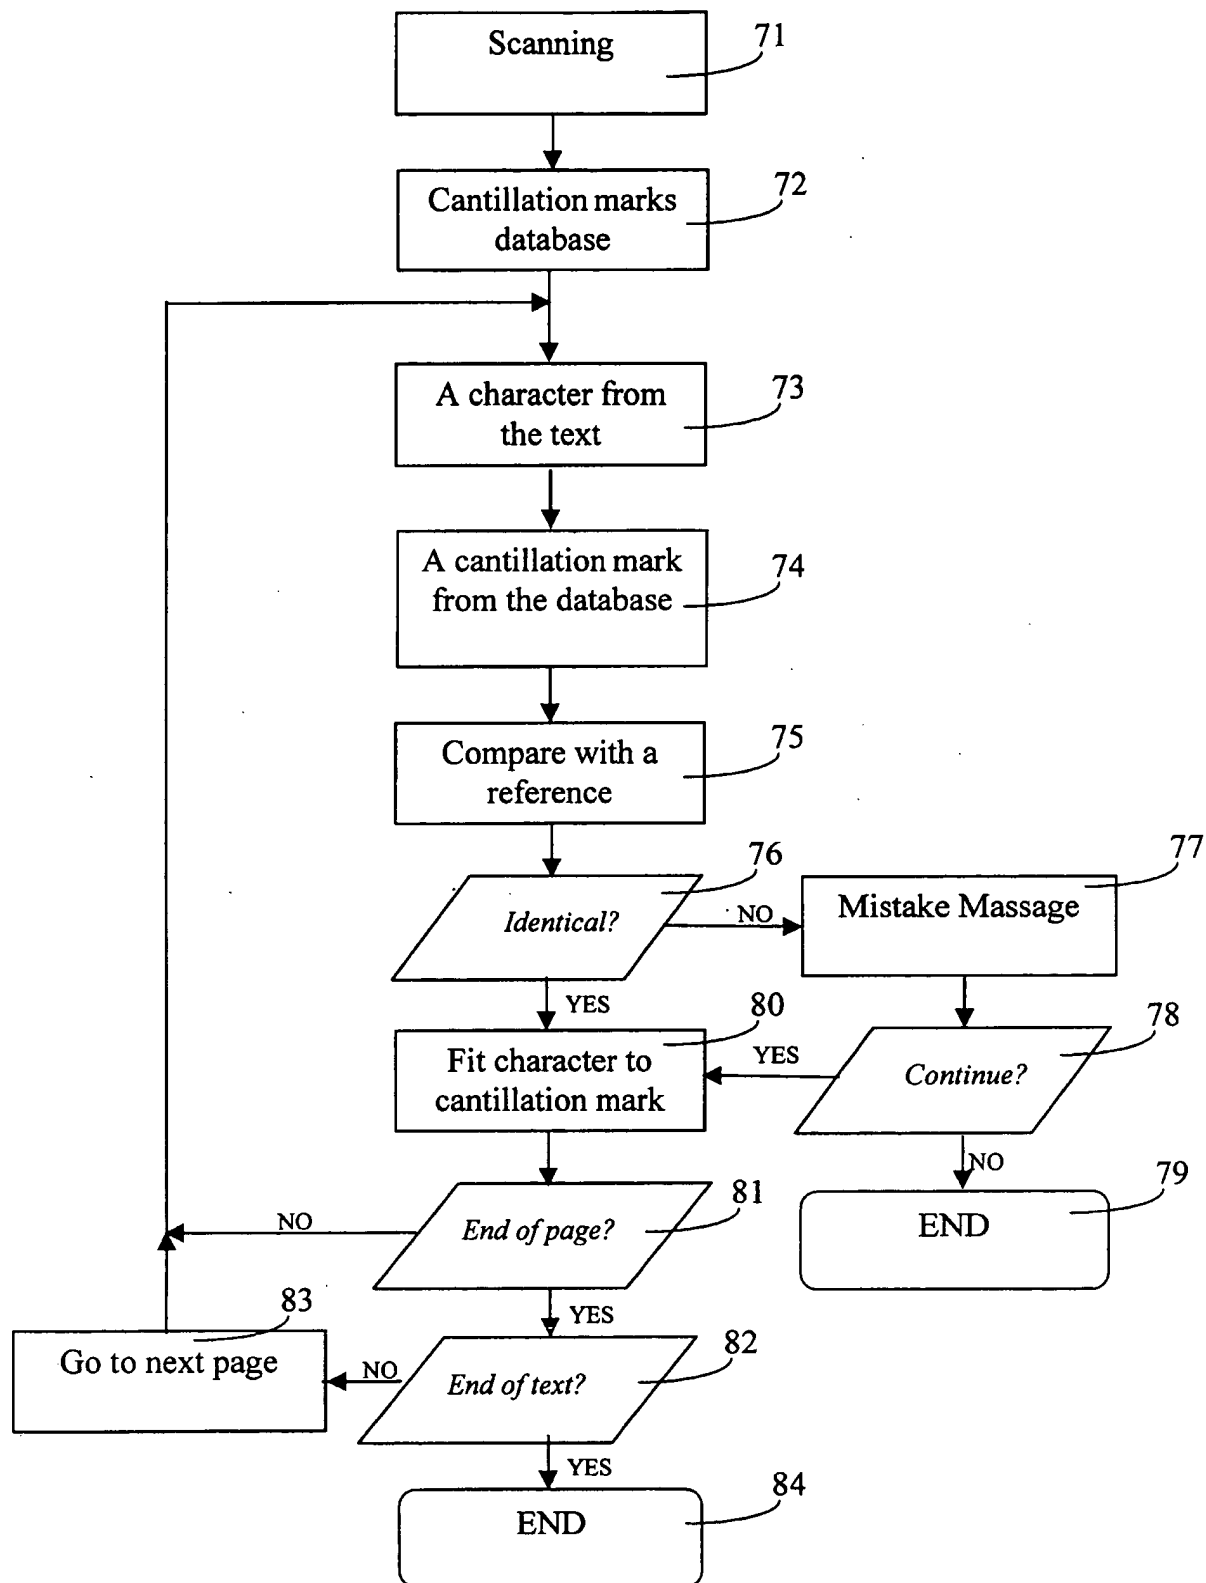 Scanning
71
Cantillation marks
database
72
A character from
the text
73
A cantillation mark
from the database
74
Compare with a
reference
75
Identical?
76
NO
Mistake Massage
77
YES
Fit character to
cantillation mark
80
YES
Continue?
78
NO
END
79
End of page?
81
NO
YES
Go to next page
83
NO
End of text?
82
YES
END
84